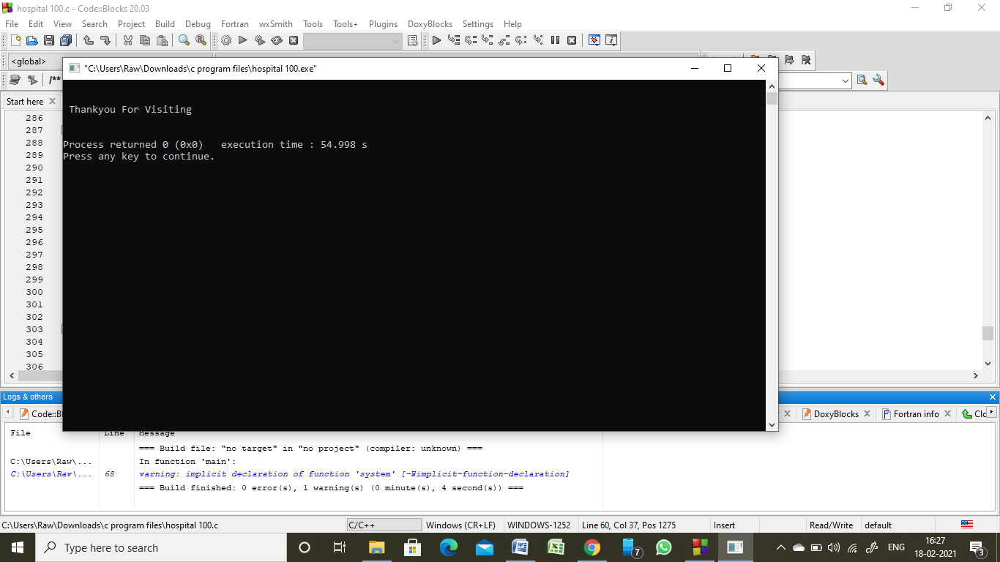 hospital 100.c - Code::Blocks 20.03
File Edit View Search Project Build Debug Fortran wxSmith Tools Tools+ Plugins DoxyBlocks Settings Help
<global>
"C:\Users\Raw\Downloads\c program files\hospital 100.exe"
/**
Start here
Thankyou For Visiting
Process returned 0 (0x0) execution time : 54.998 s
Press any key to continue.
286
287
288
289
290
291
292
293
294
295
296
297
298
299
300
301
302
303
304
305
306
Logs & others
Code::Bl
DoxyBlocks
Fortran info
File Line Message
=== Build file: "no target" in "no project" (compiler: unknown) ===
C:\Users\Raw\... In function 'main':
C:\Users\Raw\... 68 warning: implicit declaration of function 'system' [-Wimplicit-function-declaration]
=== Build finished: 0 error(s), 1 warning(s) (0 minute(s), 4 second(s)) ===
C:\Users\Raw\Downloads\c program files\hospital 100.c C/C++ Windows (CR+LF) WINDOWS-1252 Line 60, Col 37, Pos 1275 Insert Read/Write default
Type here to search
7
ENG
16:27
18-02-2021
3